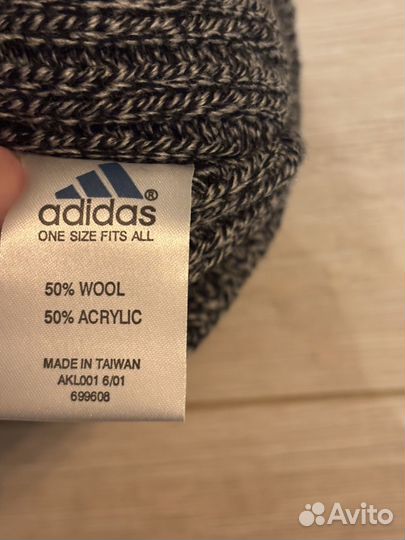 adidas®
ONE SIZE FITS ALL
50% WOOL
50% ACRYLIC
MADE IN TAIWAN
AKL001 6/01
699608
Avito